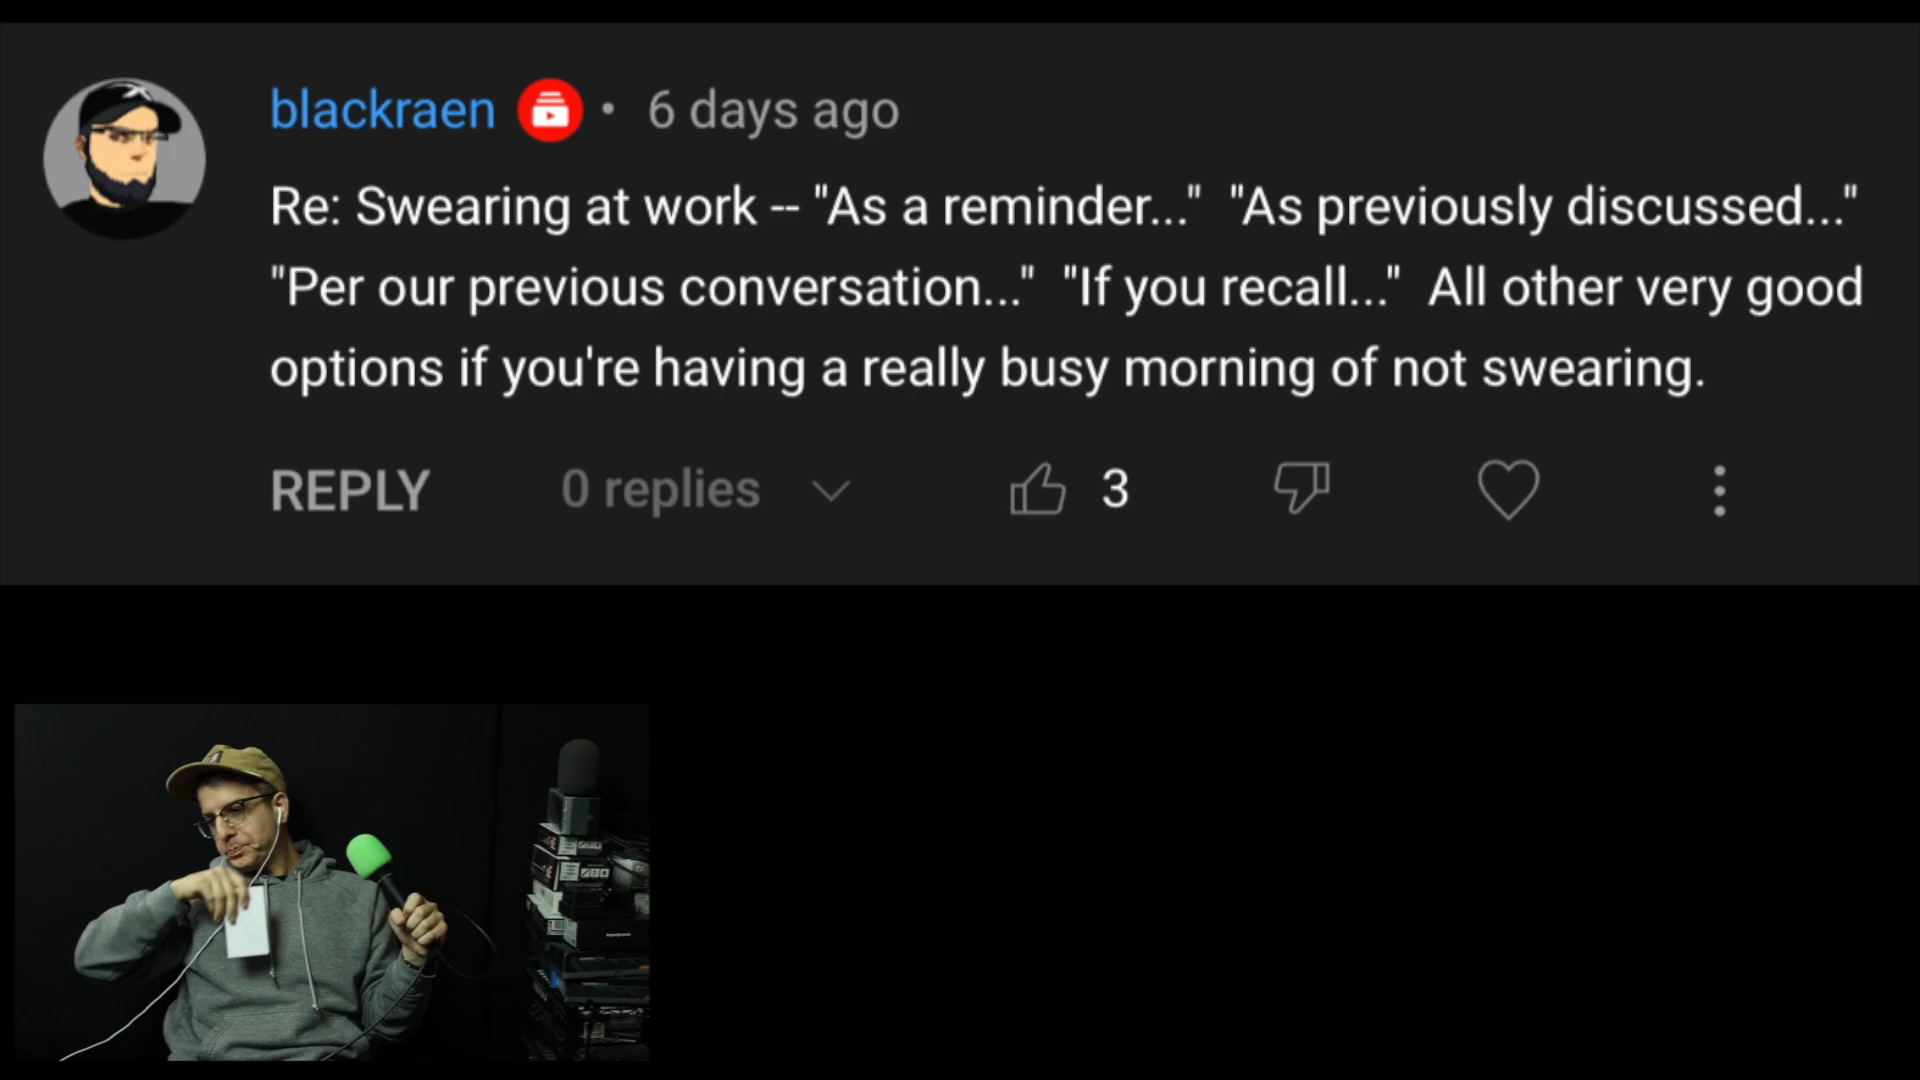 blackraen • 6 days ago
Re: Swearing at work -- "As a reminder..."  "As previously discussed..."
"Per our previous conversation..."  "If you recall..."  All other very good
options if you're having a really busy morning of not swearing.
REPLY 0 replies 3